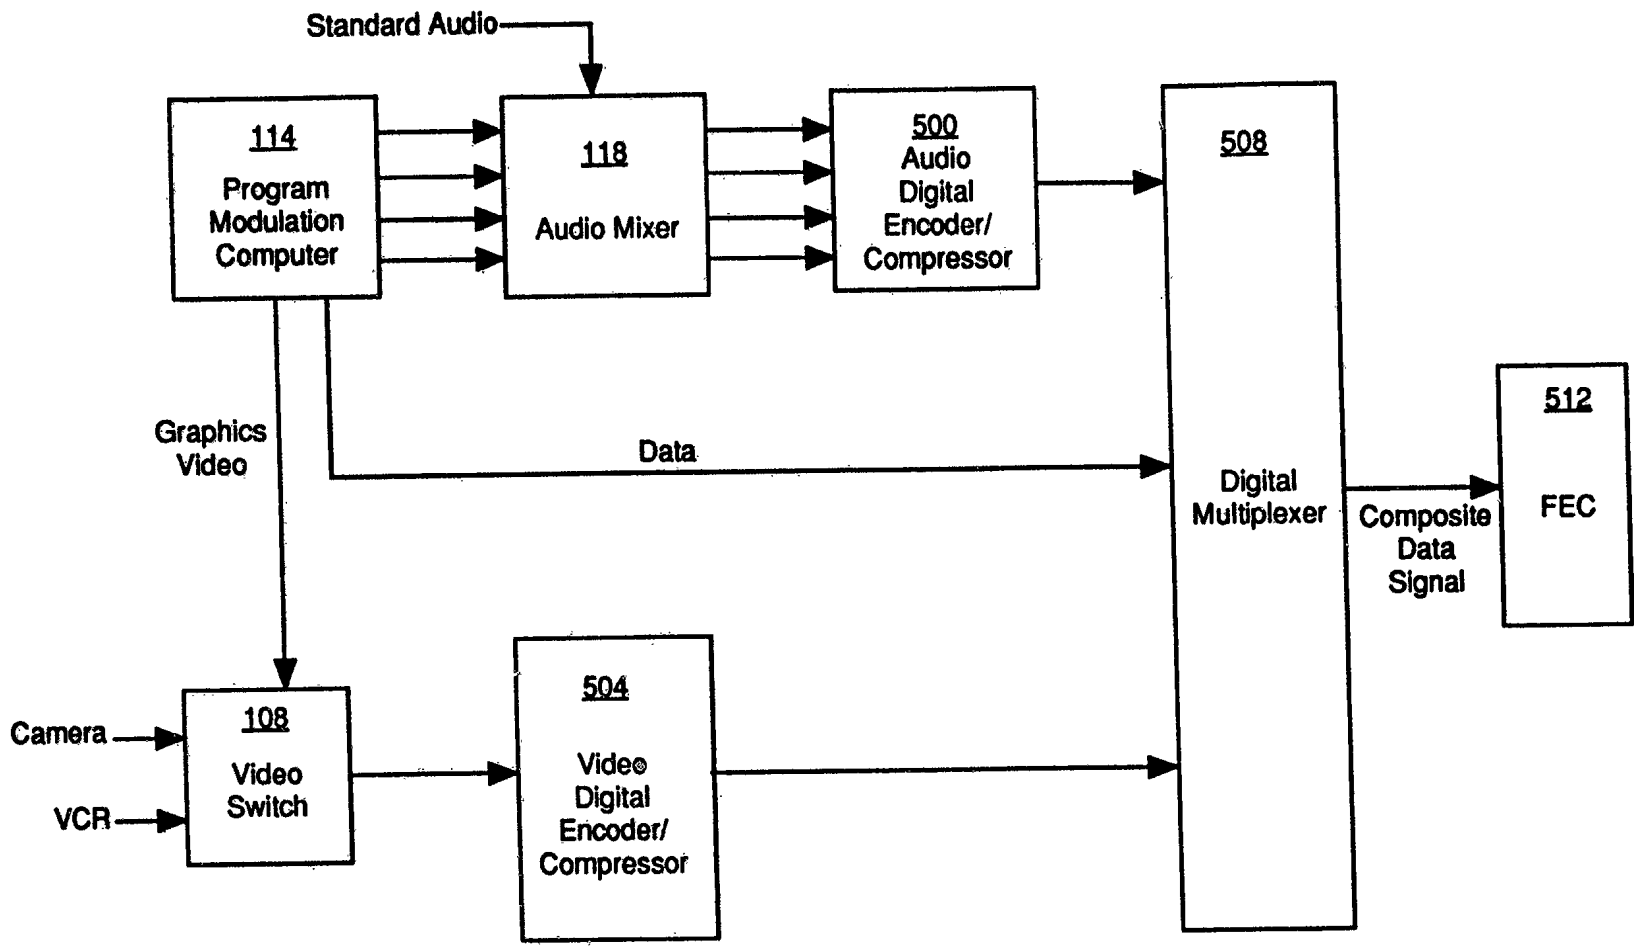 Standard Audio
114
Program
Modulation
Computer
118
Audio Mixer
500
Audio
Digital
Encoder/
Compressor
508
Digital
Multiplexer
512
FEC
Graphics
Video
Data
Composite
Data
Signal
Camera
VCR
108
Video
Switch
504
Video
Digital
Encoder/
Compressor